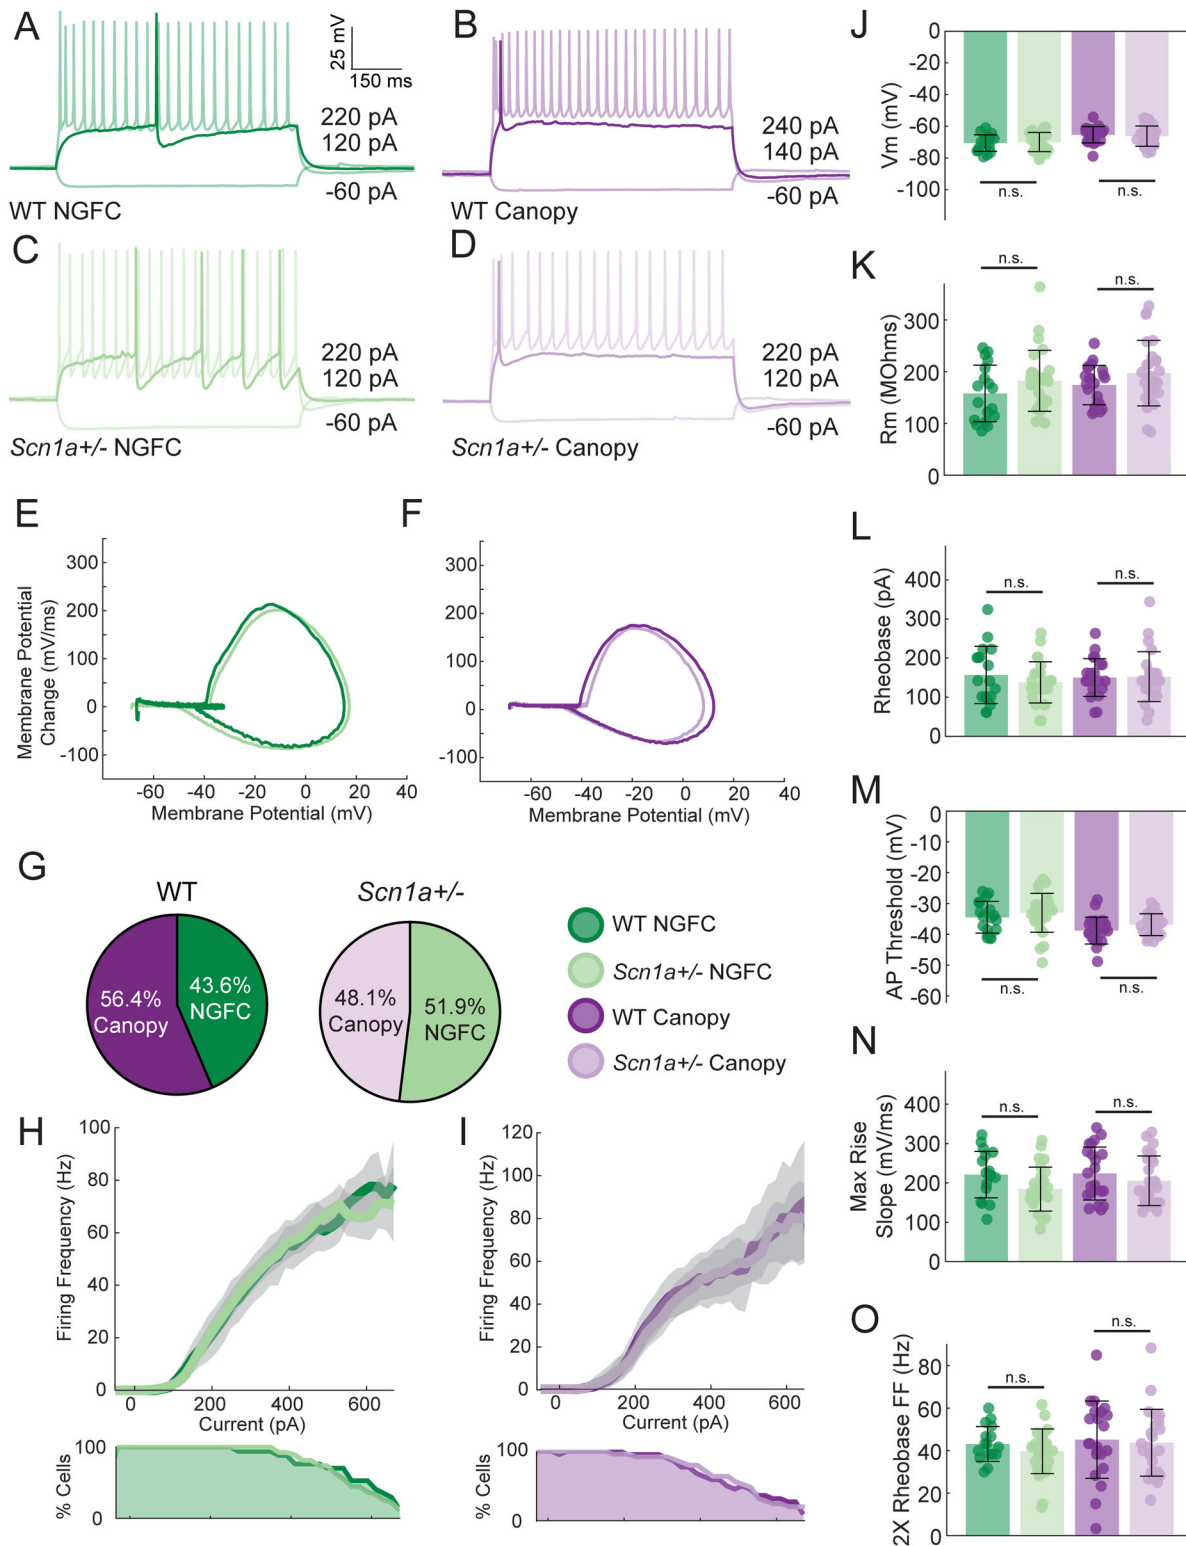 A
25 mV
150 ms
220 pA
120 pA
-60 pA
WT NGFC
B
240 pA
140 pA
-60 pA
WT Canopy
C
220 pA
120 pA
-60 pA
Scn1a+/- NGFC
D
220 pA
120 pA
-60 pA
Scn1a+/- Canopy
E
Membrane Potential
Change (mV/ms)
300
200
100
0
-100
-60 -40 -20 0 20 40
Membrane Potential (mV)
F
300
200
100
0
-100
-60 -40 -20 0 20 40
Membrane Potential (mV)
G
WT
56.4%
Canopy
43.6%
NGFC
Scn1a+/-
48.1%
Canopy
51.9%
NGFC
WT NGFC
Scn1a+/- NGFC
WT Canopy
Scn1a+/- Canopy
H
Firing Frequency (Hz)
100
80
60
40
20
0
0 200 400 600
Current (pA)
% Cells
100
0
I
Firing Frequency (Hz)
120
100
80
60
40
20
0
0 200 400 600
Current (pA)
% Cells
100
0
J
Vm (mV)
0
-20
-40
-60
-80
-100
n.s.
n.s.
K
Rm (MOhms)
300
200
100
0
n.s.
n.s.
L
Rheobase (pA)
400
300
200
100
0
n.s.
n.s.
M
AP Threshold (mV)
0
-10
-20
-30
-40
-50
-60
n.s.
n.s.
N
Max Rise
Slope (mV/ms)
400
300
200
100
0
n.s.
n.s.
O
2X Rheobase FF (Hz)
80
60
40
20
0
n.s.
n.s.